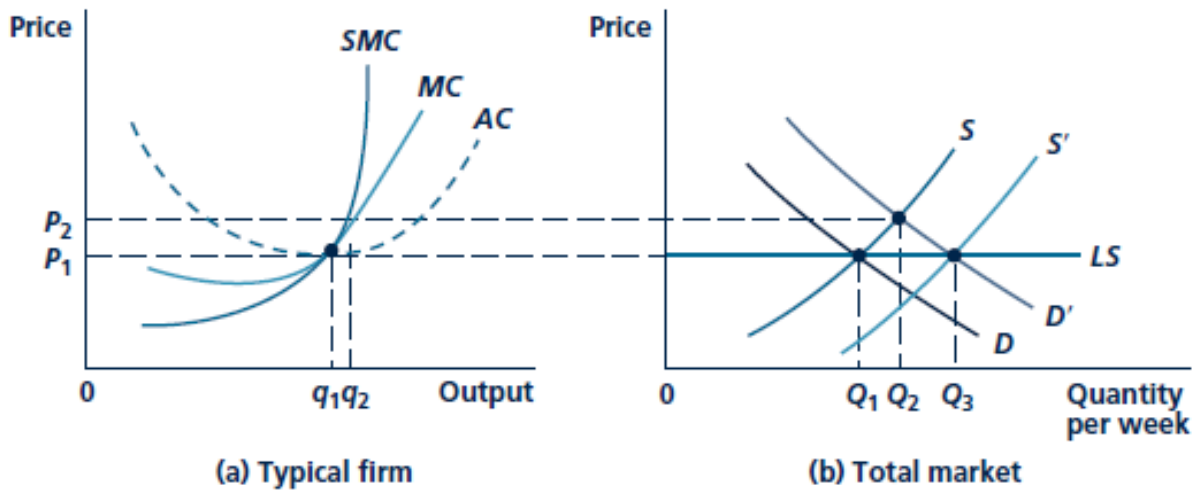 Price
SMC
MC
AC
P2
P1
0
q1q2
Output
(a) Typical firm
Price
S
S'
LS
D'
D
0
Q1 Q2 Q3
Quantity
per week
(b) Total market